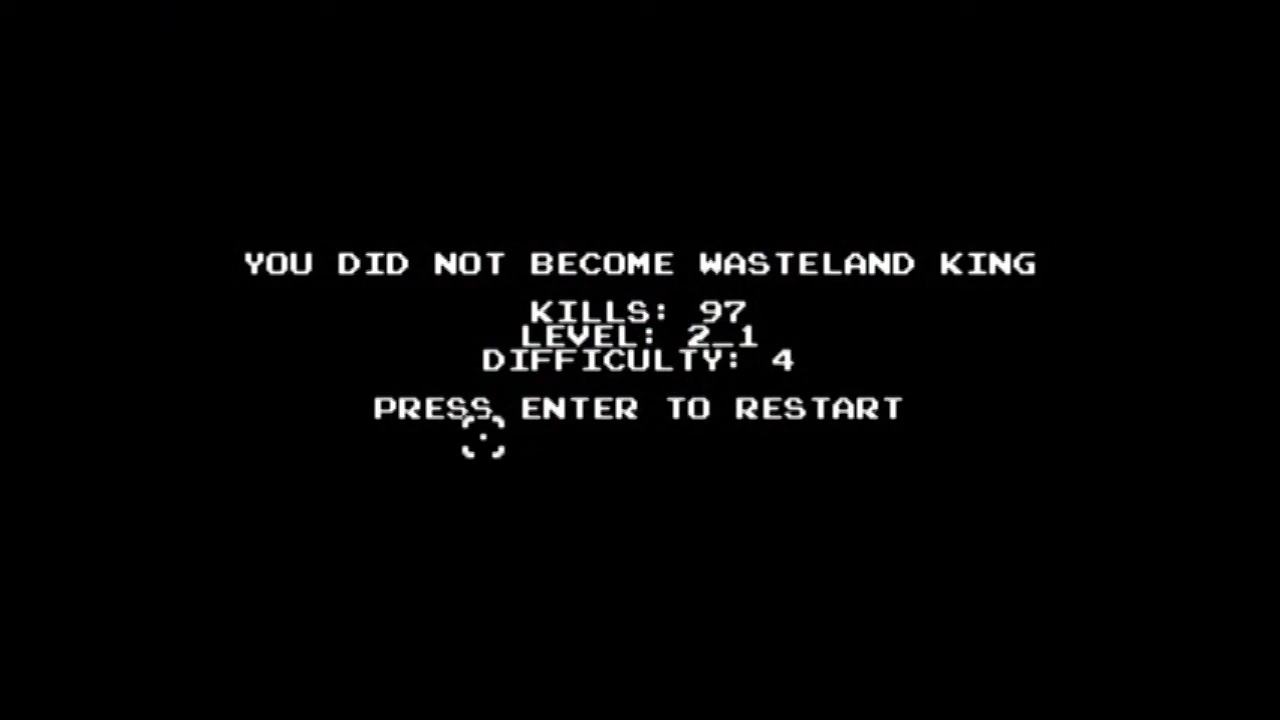 YOU DID NOT BECOME WASTELAND KING
KILLS: 97
LEVEL: 2_1
DIFFICULTY: 4
PRESS ENTER TO RESTART